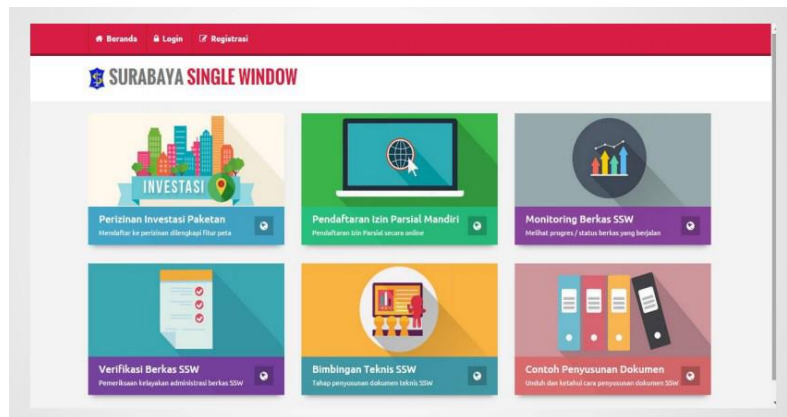 Beranda Login Registrasi
SURABAYA SINGLE WINDOW
INVESTASI
Perizinan Investasi Paketan
Mendaftar ke perizinan dilengkapi fitur peta
Pendaftaran Izin Parsial Mandiri
Pendaftaran Izin Parsial secara online
Monitoring Berkas SSW
Melihat progres / status berkas yang berjalan
Verifikasi Berkas SSW
Pemeriksaan kelayakan administrasi berkas SSW
Bimbingan Teknis SSW
Tahap penyusunan dokumen teknis SSW
Contoh Penyusunan Dokumen
Unduh dan ketahui cara penyusunan dokumen SSW